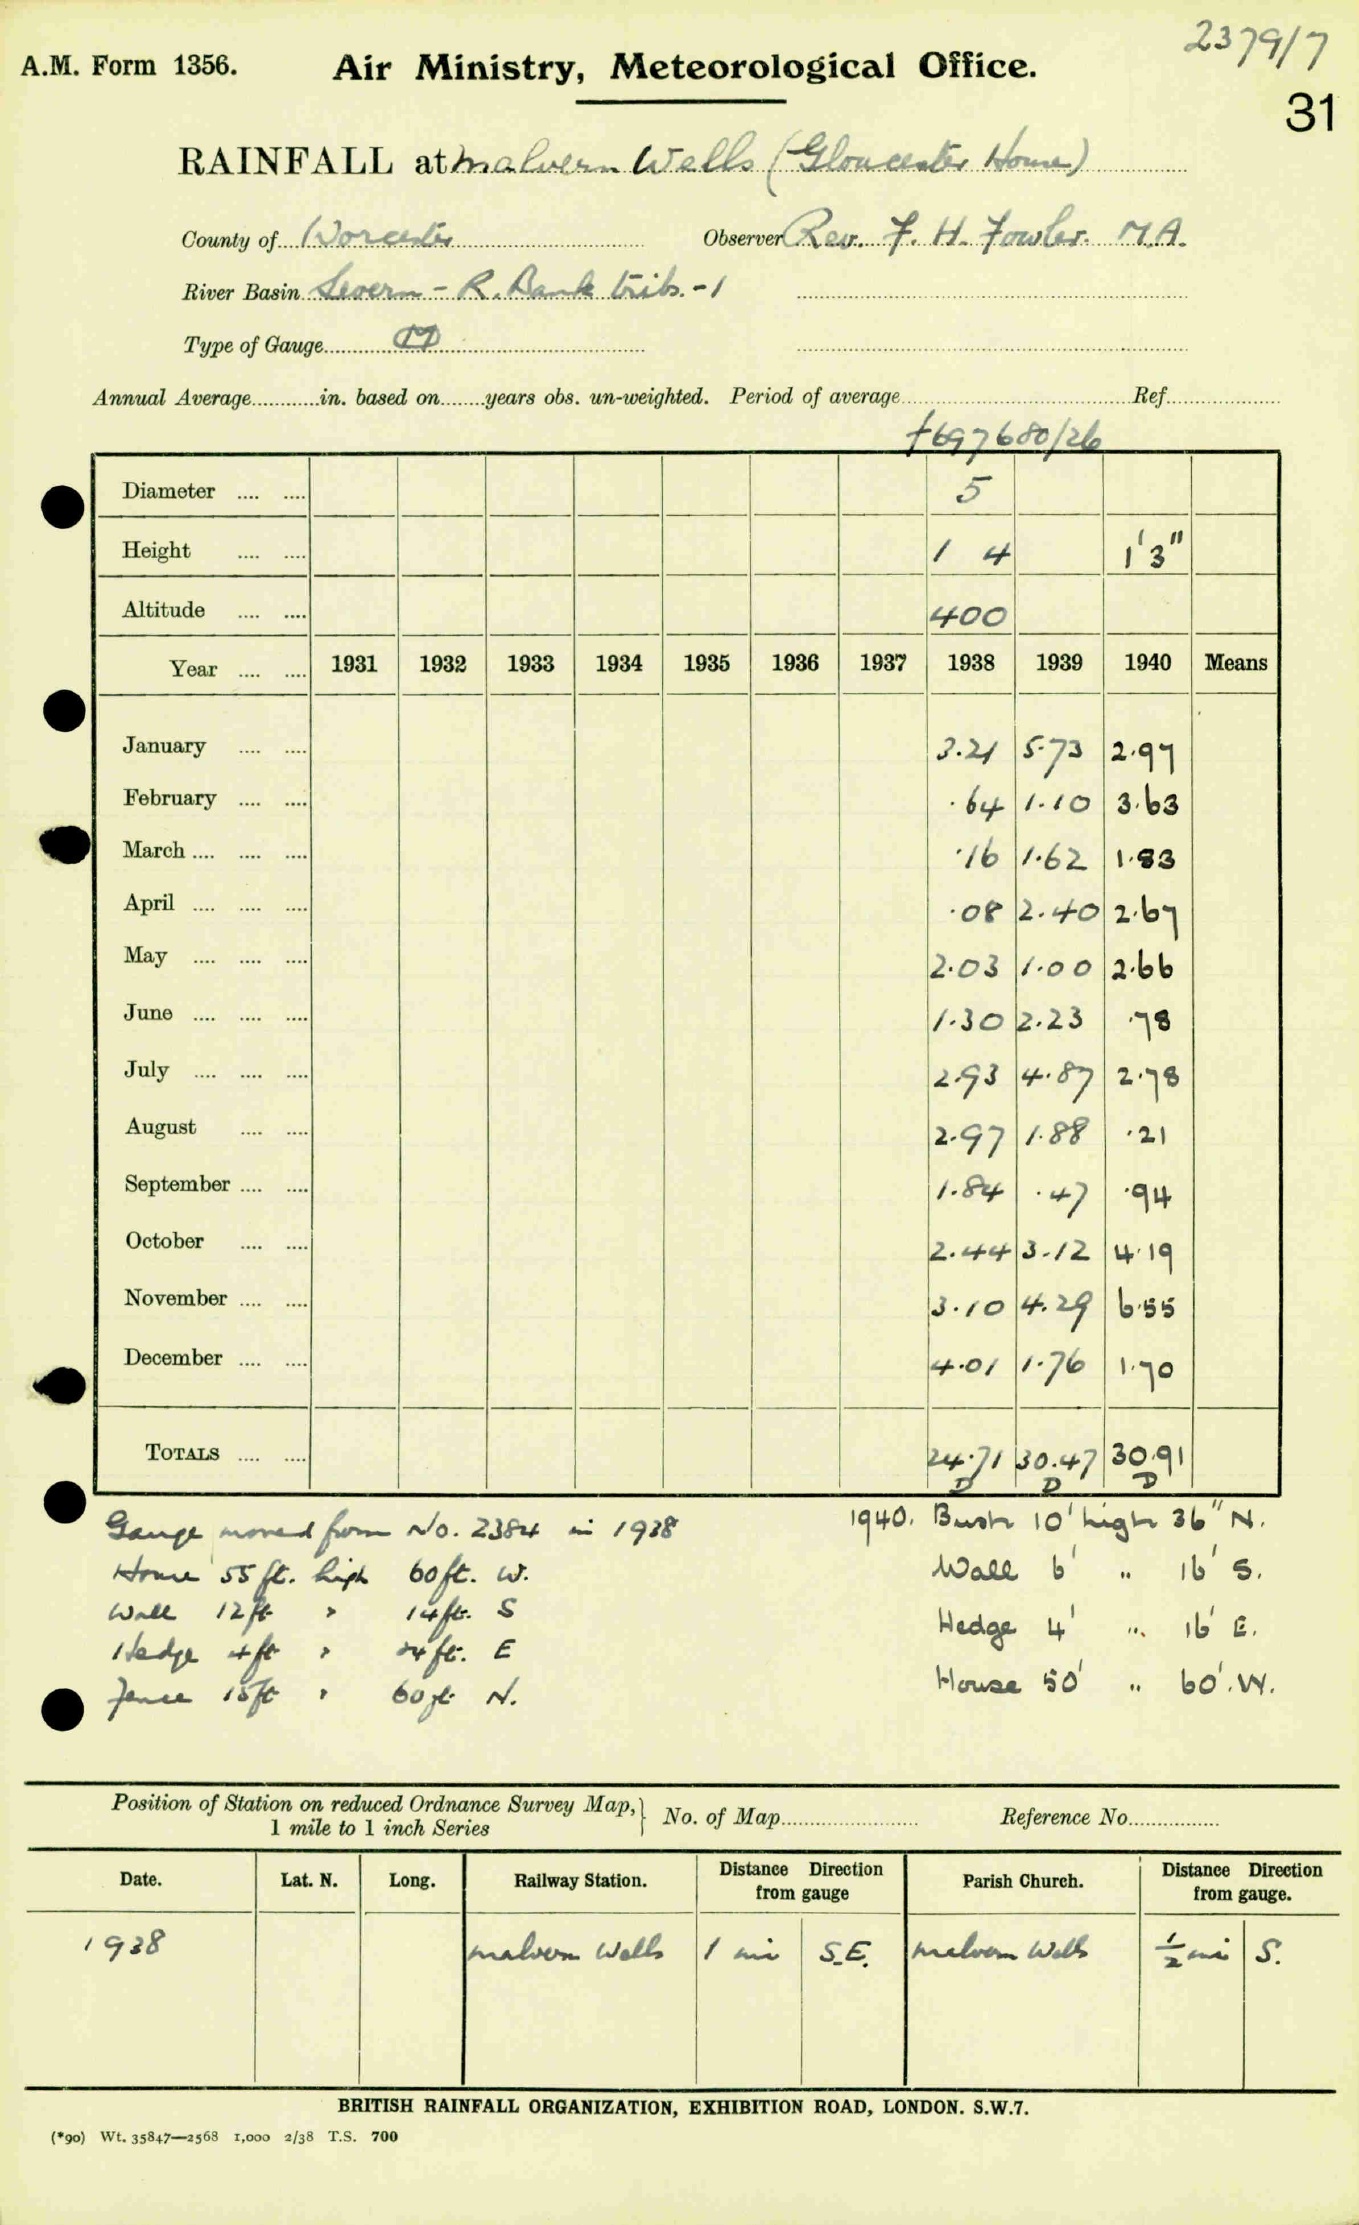 2379/7
A.M. Form 1356. Air Ministry, Meteorological Office.
31
RAINFALL at Malvern Wells (Gloucester House)
County of Worcester Observer Rev. F. H. Fowler. M.A.
River Basin Severn - R. Bank tribs. - 1
Type of Gauge M
Annual Average in. based on years obs. un-weighted. Period of average Ref.
697680/26
Diameter 5
Height 1 4 1'3"
Altitude 400
Year 1931 1932 1933 1934 1935 1936 1937 1938 1939 1940 Means
January 3.21 5.73 2.97
February .64 1.10 3.63
March .16 1.62 1.83
April .08 2.40 2.67
May 2.03 1.00 2.66
June 1.30 2.23 .78
July 2.93 4.87 2.78
August 2.97 1.88 .21
September 1.84 .47 .94
October 2.44 3.12 4.19
November 3.10 4.29 6.55
December 4.01 1.76 1.70
TOTALS 24.71 30.47 30.91
D D D
Gauge moved from No. 2384 in 1938 1940. Bush 10' high 36" N.
House 55 ft. high 60 ft. W. Wall 6' " 16' S.
Wall 12 ft " 14 ft. S Hedge 4' " 16' E.
Hedge 4 ft " 24 ft. E House 50' " 60'. W.
Fence 15 ft " 60 ft N.
Position of Station on reduced Ordnance Survey Map, 1 mile to 1 inch Series } No. of Map Reference No.
Date. Lat. N. Long. Railway Station. Distance Direction from gauge Parish Church. Distance Direction from gauge.
1938 Malvern Wells 1 mi S.E. Malvern Wells 1/2 mi S.
BRITISH RAINFALL ORGANIZATION, EXHIBITION ROAD, LONDON. S.W.7.
(*90) Wt. 35847—2568 1,000 2/38 T.S. 700